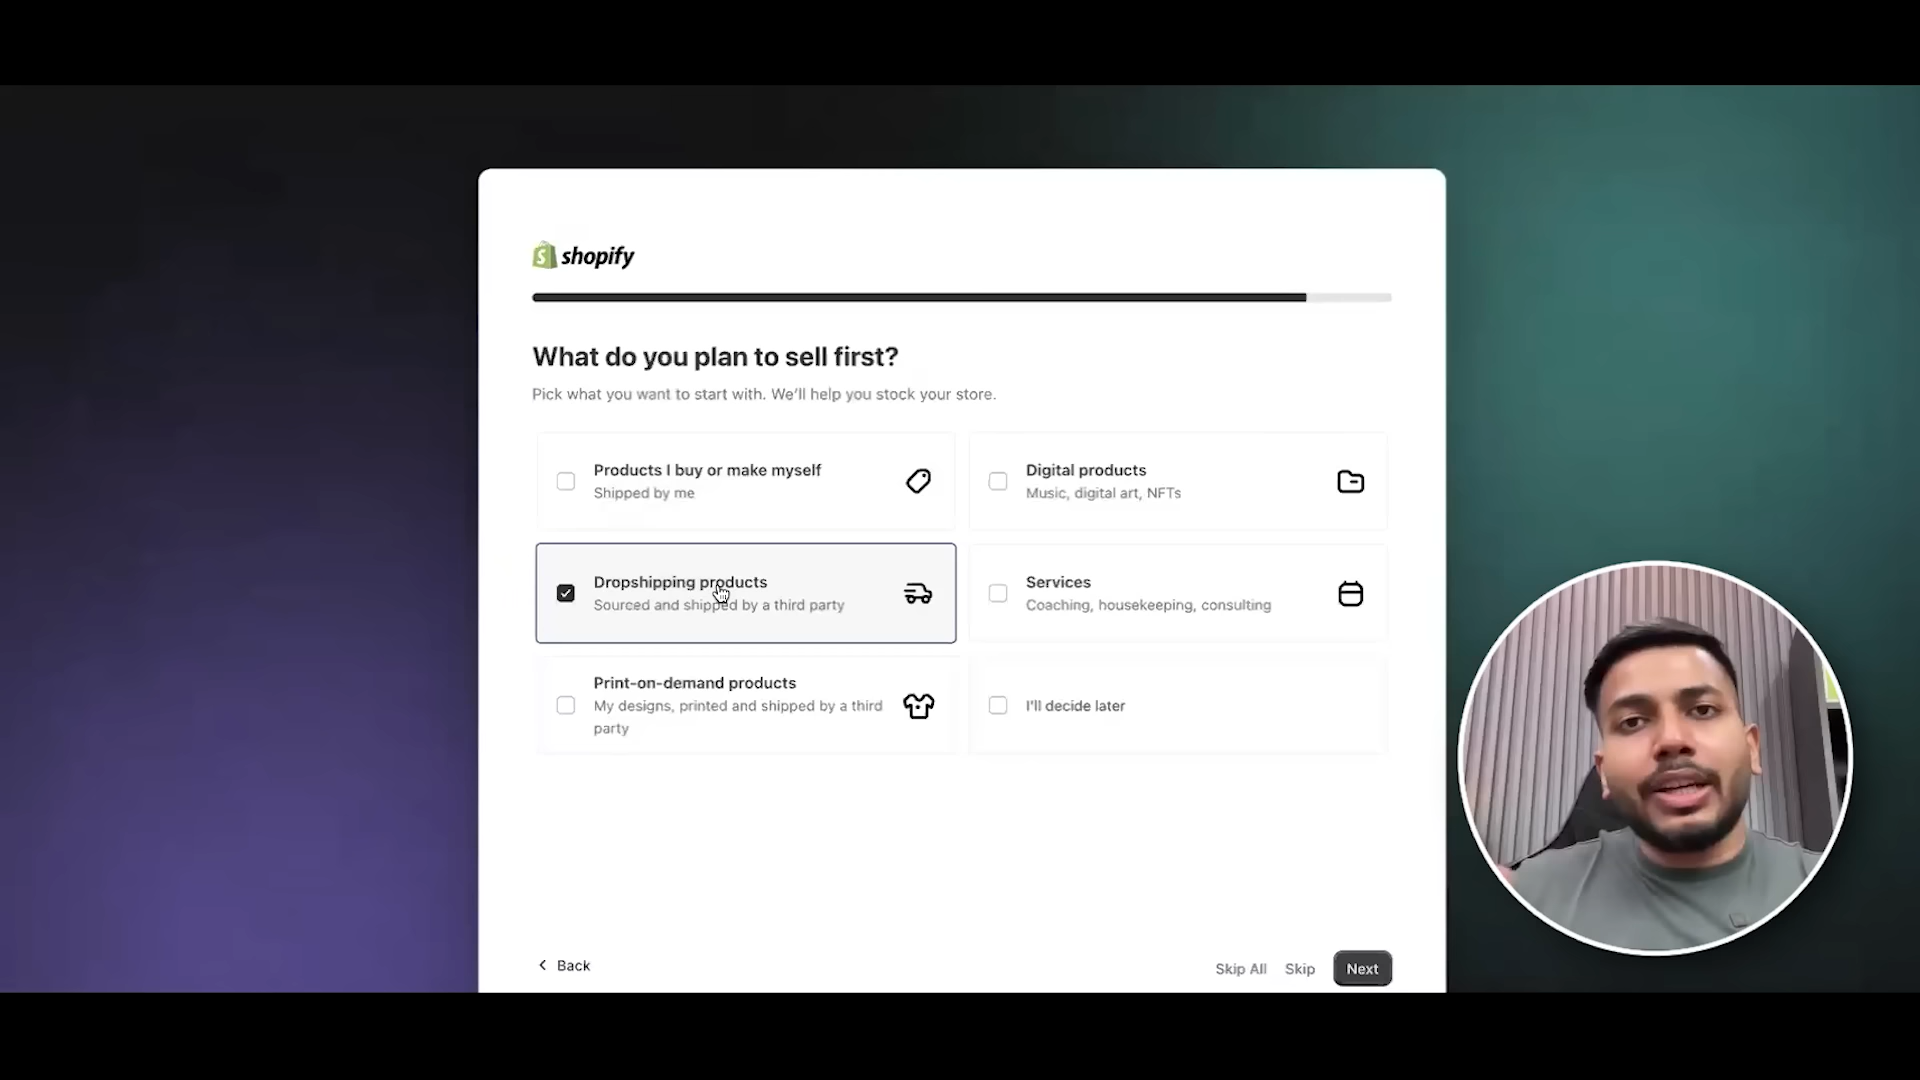 shopify
What do you plan to sell first?
Pick what you want to start with. We'll help you stock your store.
Products I buy or make myself
Shipped by me
Digital products
Music, digital art, NFTs
Dropshipping products
Sourced and shipped by a third party
Services
Coaching, housekeeping, consulting
Print-on-demand products
My designs, printed and shipped by a third
party
I'll decide later
Back
Skip All
Skip
Next